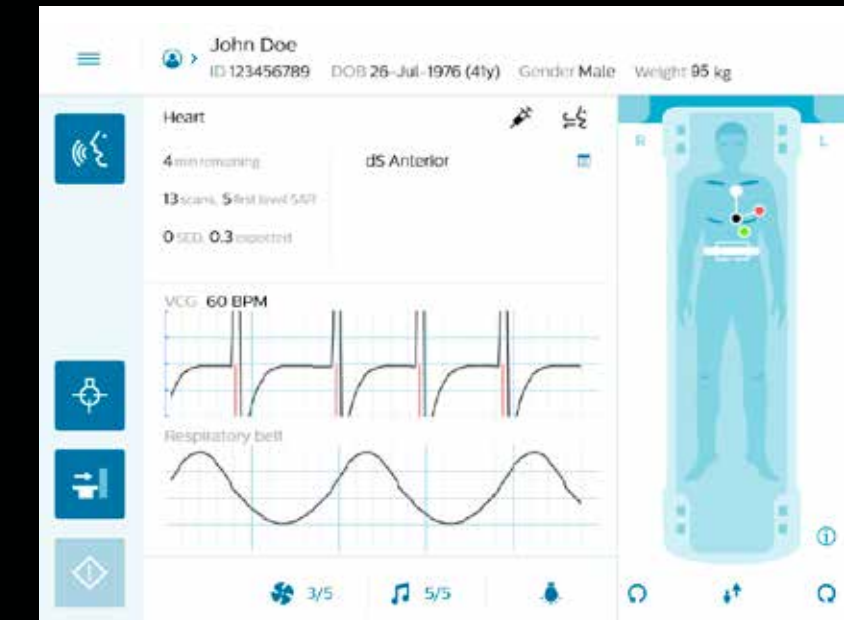 John Doe
ID 123456789 DOB 26-Jul-1976 (41y) Gender Male Weight 95 kg
Heart
4 min remaining
dS Anterior
13 scans, 5 first level SAR
0 SED, 0.3 expected
R
L
VCG 60 BPM
Respiratory belt
3/5
5/5